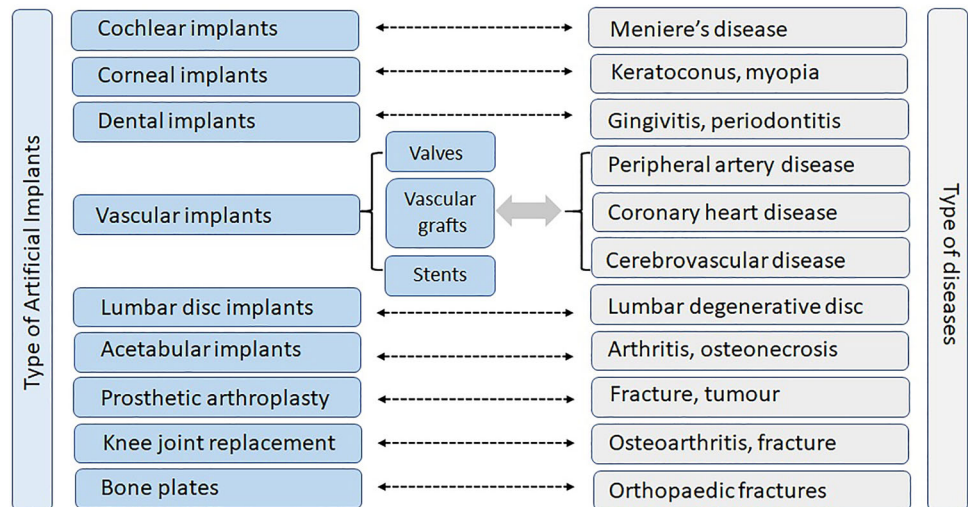 Type of Artificial Implants
Cochlear implants
Meniere's disease
Corneal implants
Keratoconus, myopia
Dental implants
Gingivitis, periodontitis
Vascular implants
Valves
Vascular
grafts
Stents
Peripheral artery disease
Coronary heart disease
Cerebrovascular disease
Lumbar disc implants
Lumbar degenerative disc
Acetabular implants
Arthritis, osteonecrosis
Prosthetic arthroplasty
Fracture, tumour
Knee joint replacement
Osteoarthritis, fracture
Bone plates
Orthopaedic fractures
Type of diseases